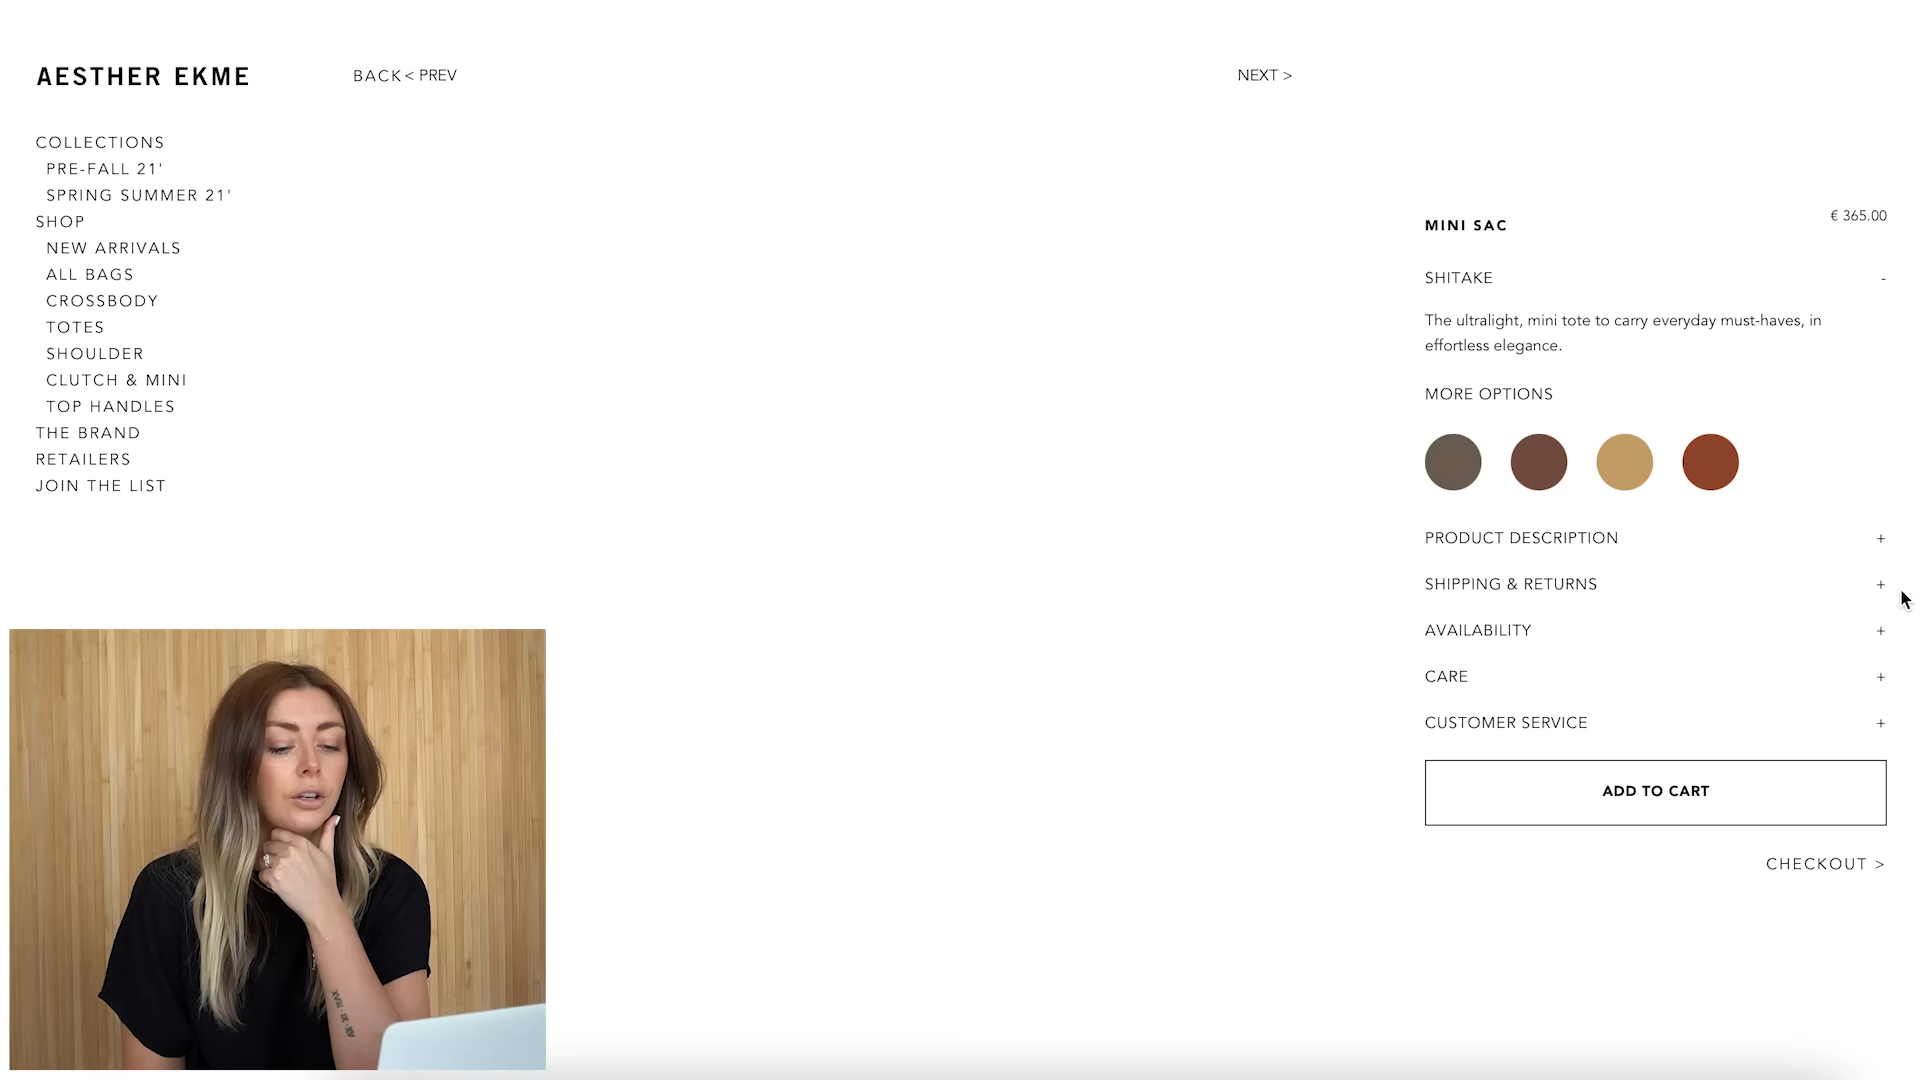 AESTHER EKME
BACK < PREV
NEXT >
COLLECTIONS
PRE-FALL 21'
SPRING SUMMER 21'
SHOP
NEW ARRIVALS
ALL BAGS
CROSSBODY
TOTES
SHOULDER
CLUTCH & MINI
TOP HANDLES
THE BRAND
RETAILERS
JOIN THE LIST
MINI SAC
€ 365.00
SHITAKE -
The ultralight, mini tote to carry everyday must-haves, in
effortless elegance.
MORE OPTIONS
PRODUCT DESCRIPTION +
SHIPPING & RETURNS +
AVAILABILITY +
CARE +
CUSTOMER SERVICE +
ADD TO CART
CHECKOUT >